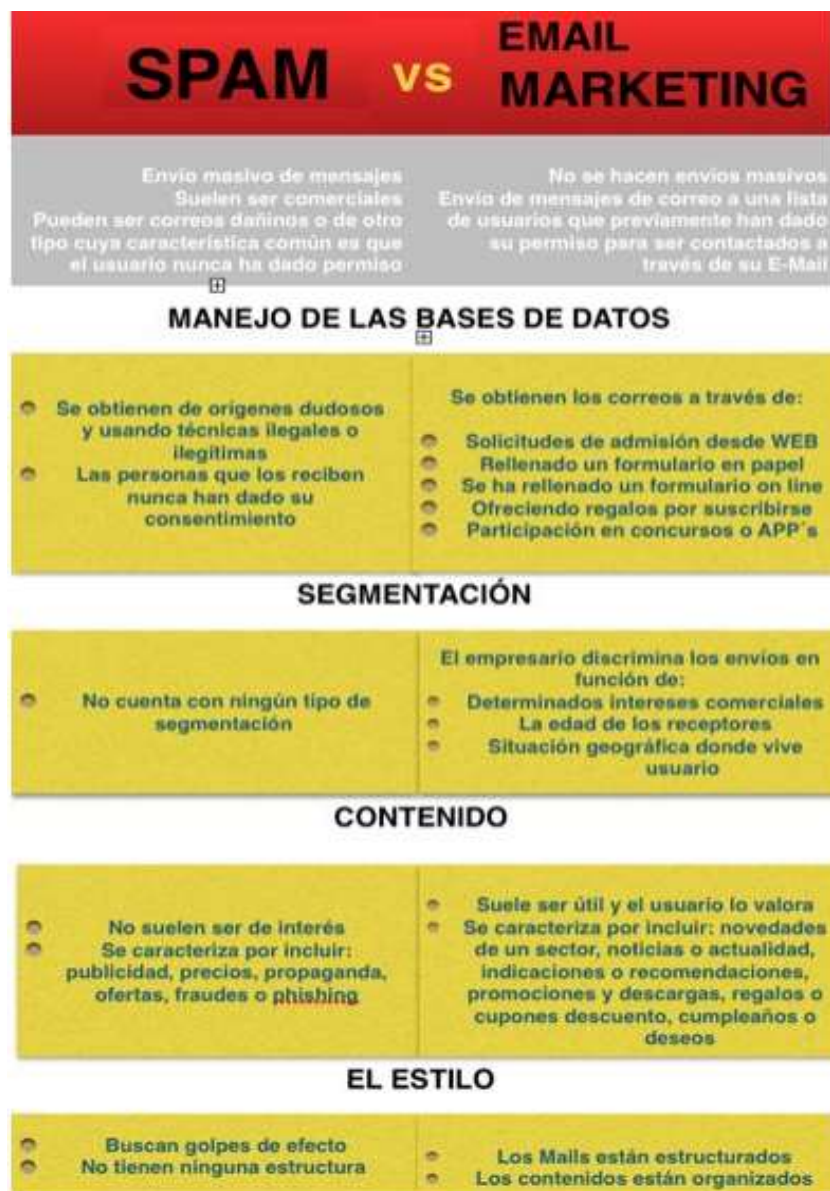 SPAM vs EMAIL
MARKETING
Envío masivo de mensajes
Suelen ser comerciales
Pueden ser correos dañinos o de otro
tipo cuya característica común es que
el usuario nunca ha dado permiso
No se hacen envíos masivos
Envío de mensajes de correo a una lista
de usuarios que previamente han dado
su permiso para ser contactados a
través de su E-Mail
MANEJO DE LAS BASES DE DATOS
Se obtienen de orígenes dudosos
y usando técnicas ilegales o
ilegítimas
Las personas que los reciben
nunca han dado su
consentimiento
Se obtienen los correos a través de:
Solicitudes de admisión desde WEB
Rellenado un formulario en papel
Se ha rellenado un formulario on line
Ofreciendo regalos por suscribirse
Participación en concursos o APP´s
SEGMENTACIÓN
No cuenta con ningún tipo de
segmentación
El empresario discrimina los envíos en
función de:
Determinados intereses comerciales
La edad de los receptores
Situación geográfica donde vive
usuario
CONTENIDO
No suelen ser de interés
Se caracteriza por incluir:
publicidad, precios, propaganda,
ofertas, fraudes o phishing
Suele ser útil y el usuario lo valora
Se caracteriza por incluir: novedades
de un sector, noticias o actualidad,
indicaciones o recomendaciones,
promociones y descargas, regalos o
cupones descuento, cumpleaños o
deseos
EL ESTILO
Buscan golpes de efecto
No tienen ninguna estructura
Los Mails están estructurados
Los contenidos están organizados